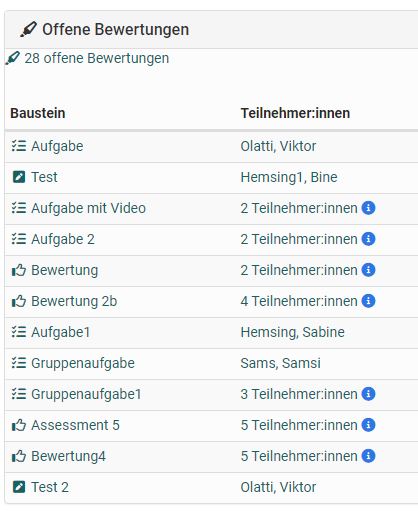 Offene Bewertungen
28 offene Bewertungen
Baustein Teilnehmer:innen
Aufgabe Olatti, Viktor
Test Hemsing1, Bine
Aufgabe mit Video 2 Teilnehmer:innen
Aufgabe 2 2 Teilnehmer:innen
Bewertung 2 Teilnehmer:innen
Bewertung 2b 4 Teilnehmer:innen
Aufgabe1 Hemsing, Sabine
Gruppenaufgabe Sams, Samsi
Gruppenaufgabe1 3 Teilnehmer:innen
Assessment 5 5 Teilnehmer:innen
Bewertung4 5 Teilnehmer:innen
Test 2 Olatti, Viktor